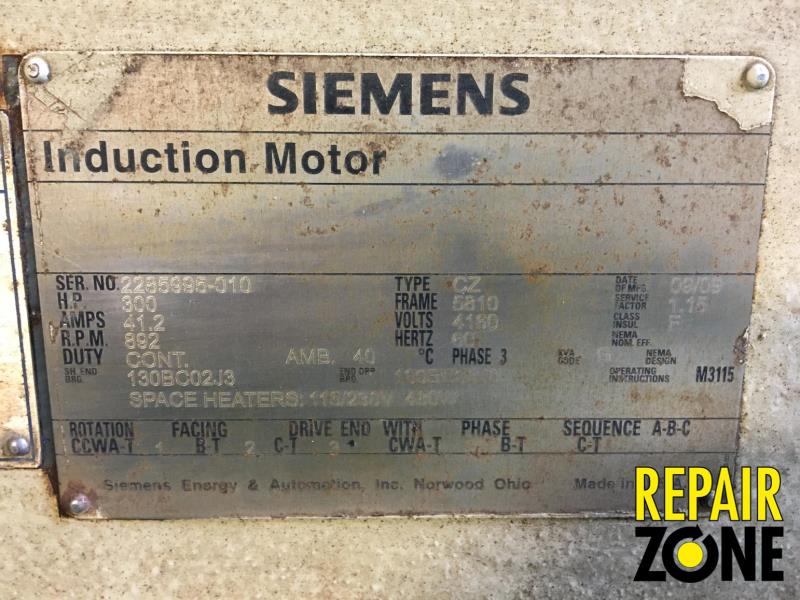 SIEMENS
Induction Motor
SER. NO. 2285995-010 TYPE CZ DATE OF MFG. 09/09
H.P. 300 FRAME 5810 SERVICE FACTOR 1.15
AMPS 41.2 VOLTS 4160 CLASS INSUL F
R.P.M. 892 HERTZ 60 NEMA NOM. EFF.
DUTY CONT. AMB. 40 °C PHASE 3 KVA CODE NEMA DESIGN
SH. END BRG. 130BC02J3 END OPP BRG. OPERATING INSTRUCTIONS M3115
SPACE HEATERS: 115/230V
ROTATION FACING DRIVE END WITH PHASE SEQUENCE A-B-C
CCWA-T 1 B-T 2 C-T 3 CWA-T B-T C-T
Siemens Energy & Automation, Inc. Norwood Ohio Made in
REPAIR
ZONE